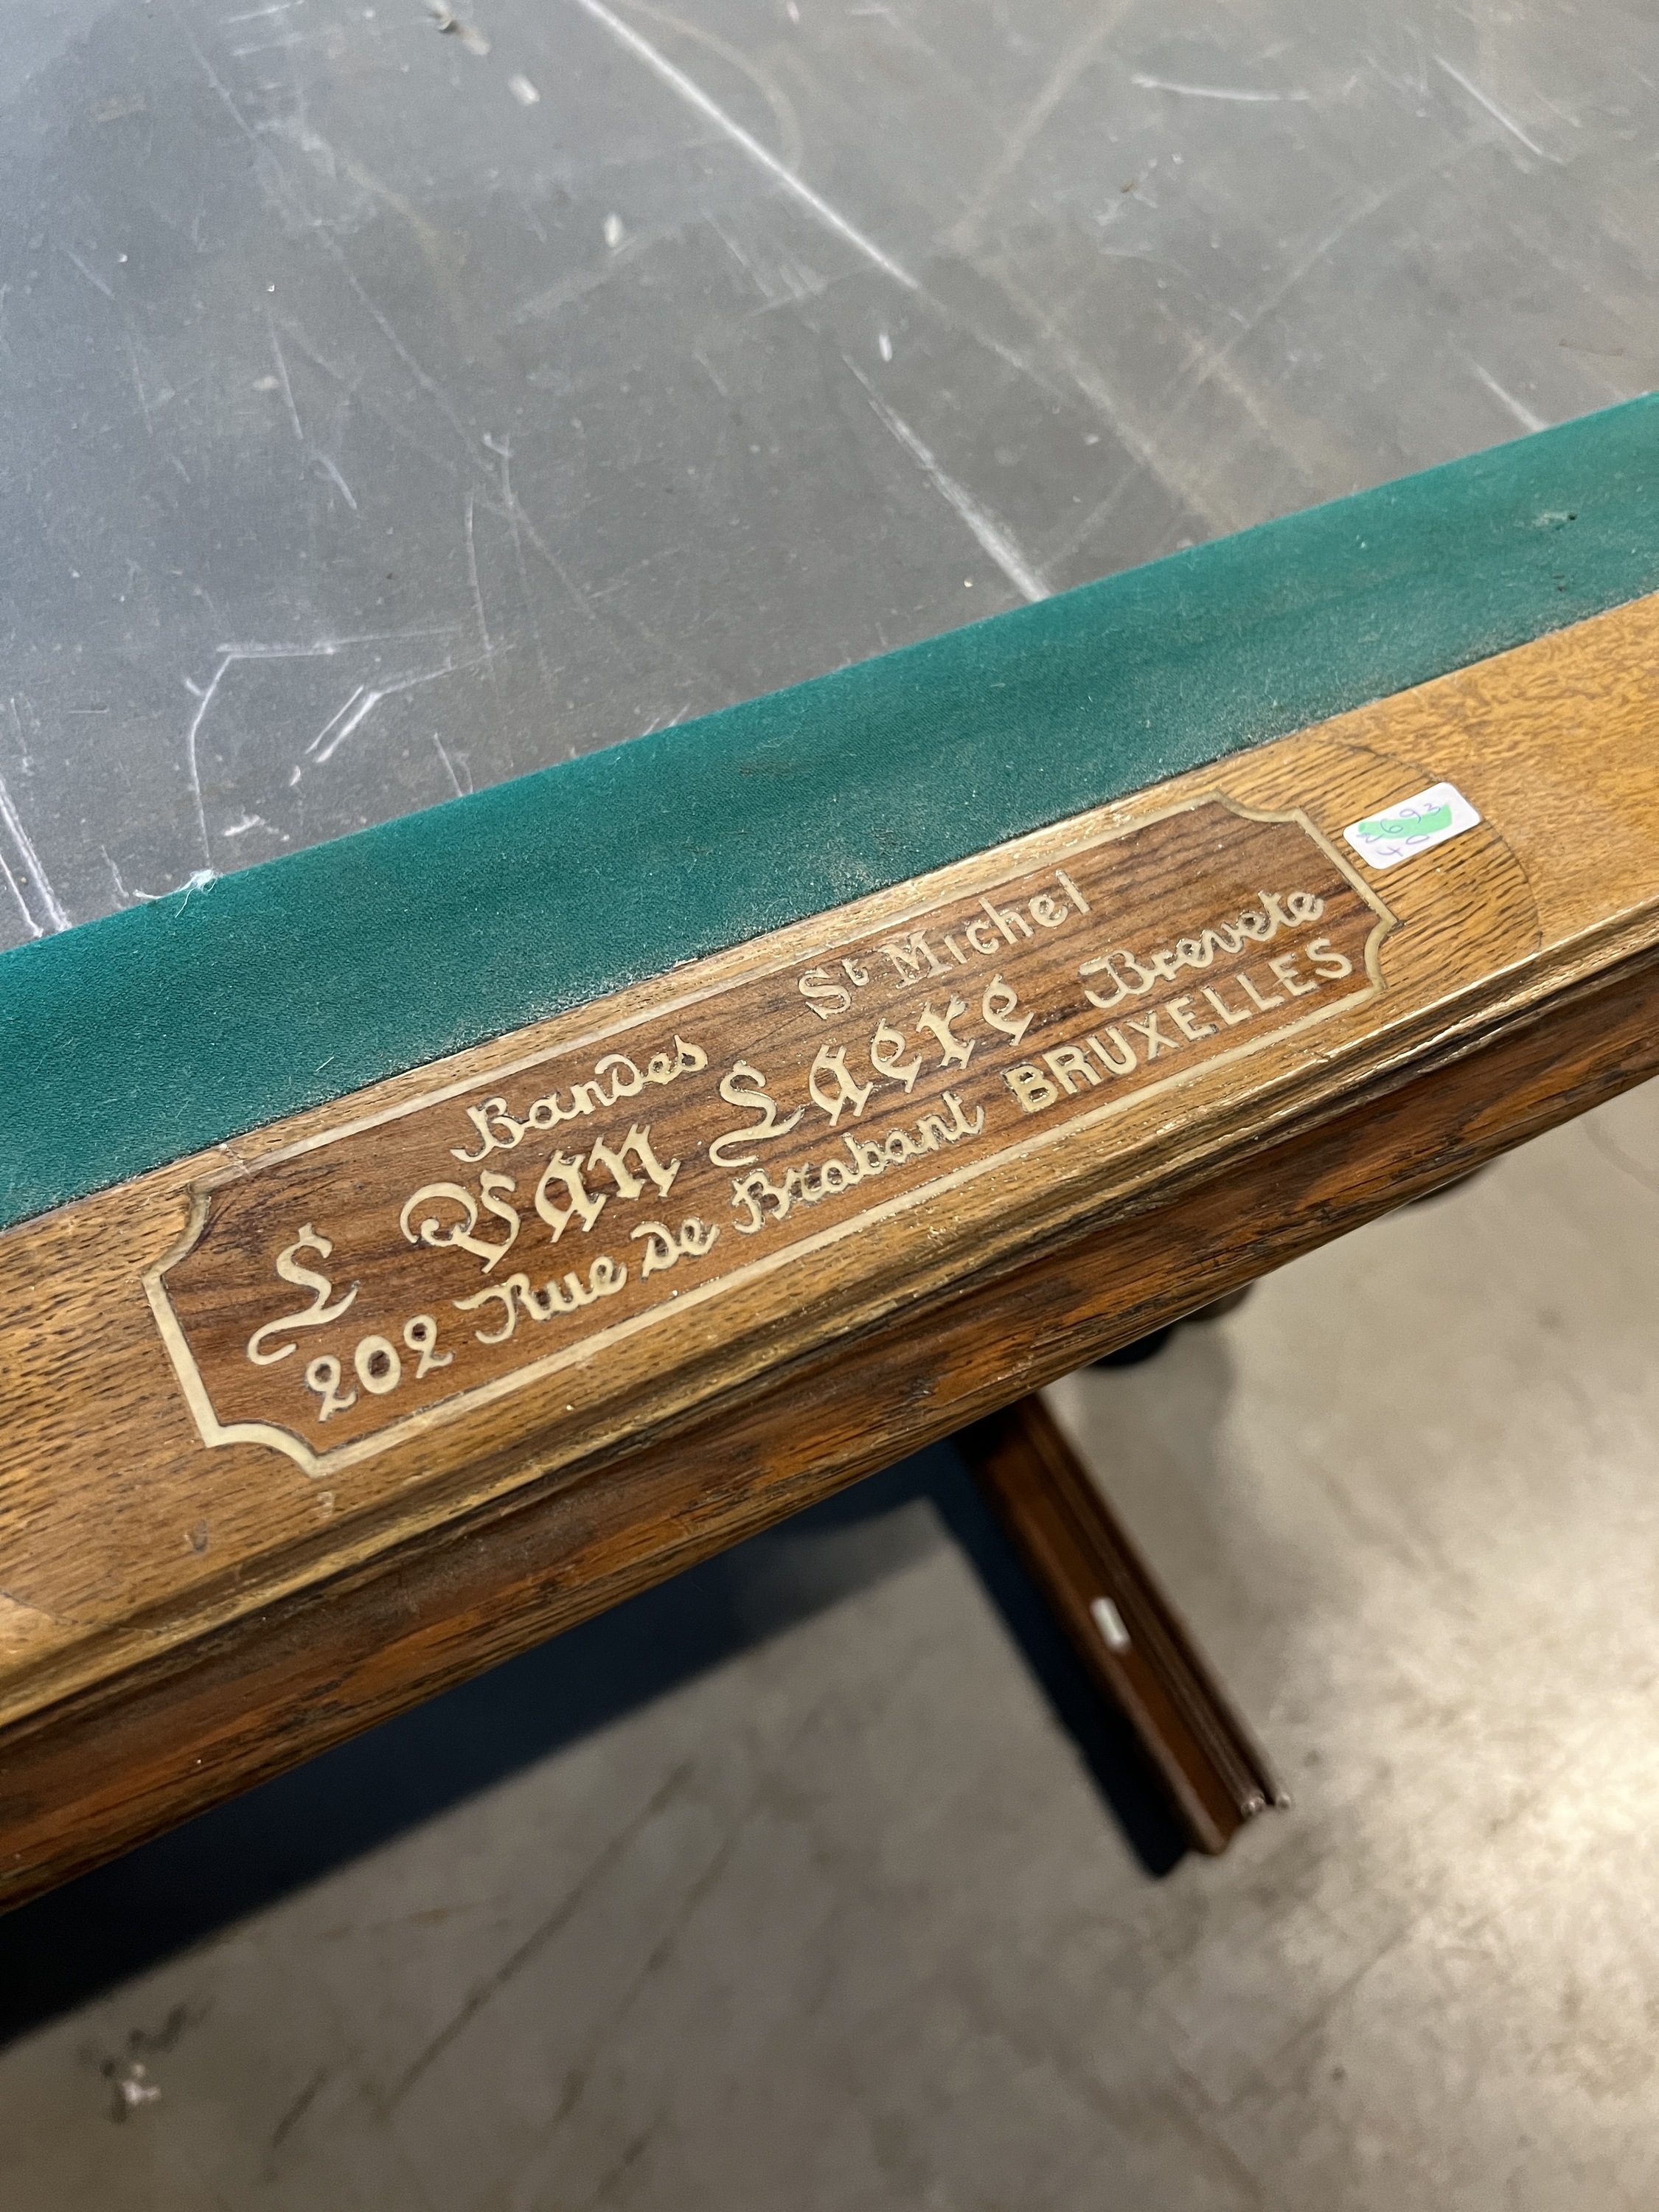 Bandes St Michel
L Van Laere Breveté
202 Rue De Brabant BRUXELLES